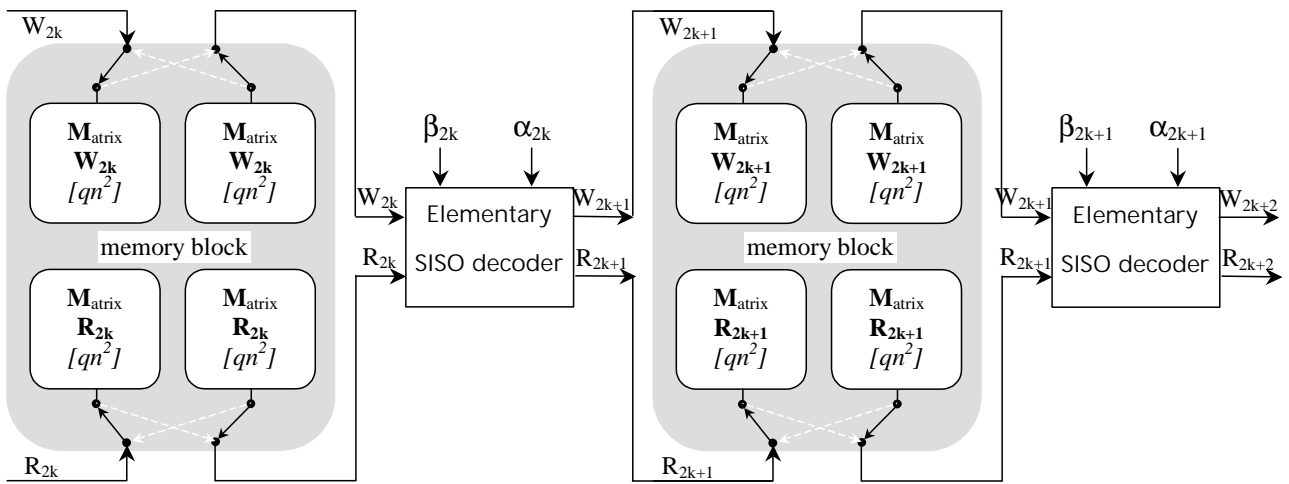 W2k
Matrix
W2k
[qn²]
Matrix
W2k
[qn²]
memory block
Matrix
R2k
[qn²]
Matrix
R2k
[qn²]
R2k
β2k
α2k
W2k
R2k
Elementary
SISO decoder
W2k+1
R2k+1
W2k+1
Matrix
W2k+1
[qn²]
Matrix
W2k+1
[qn²]
memory block
Matrix
R2k+1
[qn²]
Matrix
R2k+1
[qn²]
R2k+1
β2k+1
α2k+1
W2k+1
R2k+1
Elementary
SISO decoder
W2k+2
R2k+2